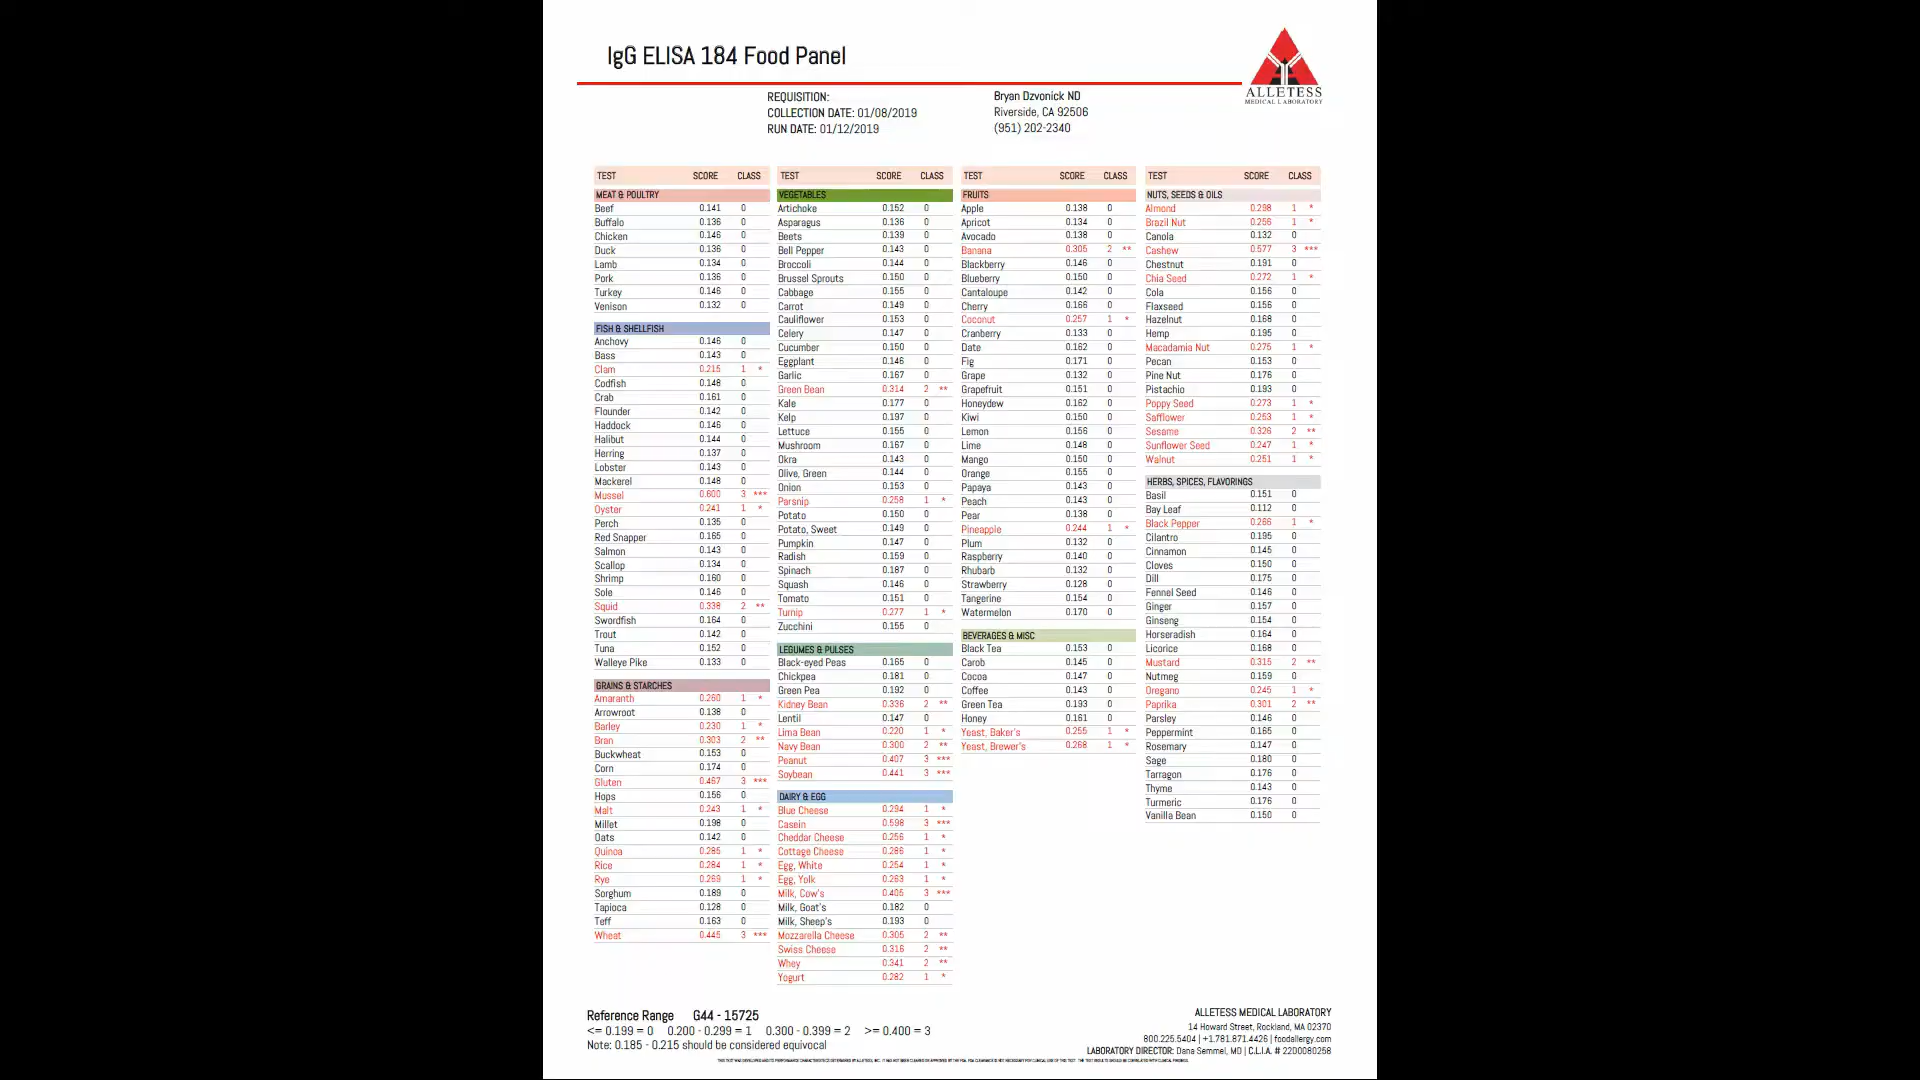 IgG ELISA 184 Food Panel
ALLETESS
MEDICAL LABORATORY
REQUISITION:
COLLECTION DATE: 01/08/2019
RUN DATE: 01/12/2019
Bryan Dzvonick ND
Riverside, CA 92506
(951) 202-2340
TEST SCORE CLASS
MEAT & POULTRY
Beef 0.141 0
Buffalo 0.136 0
Chicken 0.146 0
Duck 0.136 0
Lamb 0.134 0
Pork 0.136 0
Turkey 0.146 0
Venison 0.132 0
FISH & SHELLFISH
Anchovy 0.146 0
Bass 0.143 0
Clam 0.215 1 *
Codfish 0.148 0
Crab 0.161 0
Flounder 0.142 0
Haddock 0.146 0
Halibut 0.144 0
Herring 0.137 0
Lobster 0.143 0
Mackerel 0.148 0
Mussel 0.600 3 ***
Oyster 0.241 1 *
Perch 0.135 0
Red Snapper 0.165 0
Salmon 0.143 0
Scallop 0.134 0
Shrimp 0.160 0
Sole 0.146 0
Squid 0.338 2 **
Swordfish 0.164 0
Trout 0.142 0
Tuna 0.152 0
Walleye Pike 0.133 0
GRAINS & STARCHES
Amaranth 0.260 1 *
Arrowroot 0.138 0
Barley 0.230 1 *
Bran 0.303 2 **
Buckwheat 0.153 0
Corn 0.174 0
Gluten 0.467 3 ***
Hops 0.156 0
Malt 0.243 1 *
Millet 0.198 0
Oats 0.142 0
Quinoa 0.285 1 *
Rice 0.284 1 *
Rye 0.269 1 *
Sorghum 0.189 0
Tapioca 0.128 0
Teff 0.163 0
Wheat 0.445 3 ***
TEST SCORE CLASS
VEGETABLES
Artichoke 0.152 0
Asparagus 0.136 0
Beets 0.139 0
Bell Pepper 0.143 0
Broccoli 0.144 0
Brussel Sprouts 0.150 0
Cabbage 0.155 0
Carrot 0.149 0
Cauliflower 0.153 0
Celery 0.147 0
Cucumber 0.150 0
Eggplant 0.146 0
Garlic 0.167 0
Green Bean 0.314 2 **
Kale 0.177 0
Kelp 0.197 0
Lettuce 0.155 0
Mushroom 0.167 0
Okra 0.143 0
Olive, Green 0.144 0
Onion 0.153 0
Parsnip 0.258 1 *
Potato 0.150 0
Potato, Sweet 0.149 0
Pumpkin 0.147 0
Radish 0.159 0
Spinach 0.187 0
Squash 0.146 0
Tomato 0.151 0
Turnip 0.277 1 *
Zucchini 0.155 0
LEGUMES & PULSES
Black-eyed Peas 0.165 0
Chickpea 0.181 0
Green Pea 0.192 0
Kidney Bean 0.336 2 **
Lentil 0.147 0
Lima Bean 0.220 1 *
Navy Bean 0.300 2 **
Peanut 0.407 3 ***
Soybean 0.441 3 ***
DAIRY & EGG
Blue Cheese 0.294 1 *
Casein 0.598 3 ***
Cheddar Cheese 0.256 1 *
Cottage Cheese 0.286 1 *
Egg, White 0.254 1 *
Egg, Yolk 0.263 1 *
Milk, Cow's 0.405 3 ***
Milk, Goat's 0.182 0
Milk, Sheep's 0.193 0
Mozzarella Cheese 0.305 2 **
Swiss Cheese 0.316 2 **
Whey 0.341 2 **
Yogurt 0.282 1 *
TEST SCORE CLASS
FRUITS
Apple 0.138 0
Apricot 0.134 0
Avocado 0.138 0
Banana 0.305 2 **
Blackberry 0.146 0
Blueberry 0.150 0
Cantaloupe 0.142 0
Cherry 0.166 0
Coconut 0.257 1 *
Cranberry 0.133 0
Date 0.162 0
Fig 0.171 0
Grape 0.132 0
Grapefruit 0.151 0
Honeydew 0.162 0
Kiwi 0.150 0
Lemon 0.156 0
Lime 0.148 0
Mango 0.150 0
Orange 0.155 0
Papaya 0.143 0
Peach 0.143 0
Pear 0.138 0
Pineapple 0.244 1 *
Plum 0.132 0
Raspberry 0.140 0
Rhubarb 0.132 0
Strawberry 0.128 0
Tangerine 0.154 0
Watermelon 0.170 0
BEVERAGES & MISC
Black Tea 0.153 0
Carob 0.145 0
Cocoa 0.147 0
Coffee 0.143 0
Green Tea 0.193 0
Honey 0.161 0
Yeast, Baker's 0.255 1 *
Yeast, Brewer's 0.268 1 *
TEST SCORE CLASS
NUTS, SEEDS & OILS
Almond 0.298 1 *
Brazil Nut 0.256 1 *
Canola 0.132 0
Cashew 0.577 3 ***
Chestnut 0.191 0
Chia Seed 0.272 1 *
Cola 0.156 0
Flaxseed 0.156 0
Hazelnut 0.168 0
Hemp 0.195 0
Macadamia Nut 0.275 1 *
Pecan 0.153 0
Pine Nut 0.176 0
Pistachio 0.193 0
Poppy Seed 0.273 1 *
Safflower 0.253 1 *
Sesame 0.326 2 **
Sunflower Seed 0.247 1 *
Walnut 0.251 1 *
HERBS, SPICES, FLAVORINGS
Basil 0.151 0
Bay Leaf 0.112 0
Black Pepper 0.266 1 *
Cilantro 0.195 0
Cinnamon 0.145 0
Cloves 0.150 0
Dill 0.175 0
Fennel Seed 0.146 0
Ginger 0.157 0
Ginseng 0.154 0
Horseradish 0.164 0
Licorice 0.168 0
Mustard 0.315 2 **
Nutmeg 0.159 0
Oregano 0.245 1 *
Paprika 0.301 2 **
Parsley 0.146 0
Peppermint 0.165 0
Rosemary 0.147 0
Sage 0.180 0
Tarragon 0.176 0
Thyme 0.143 0
Turmeric 0.176 0
Vanilla Bean 0.150 0
Reference Range G44 - 15725
<= 0.199 = 0 0.200 - 0.299 = 1 0.300 - 0.399 = 2 >= 0.400 = 3
Note: 0.185 - 0.215 should be considered equivocal
ALLETESS MEDICAL LABORATORY
14 Howard Street, Rockland, MA 02370
800.225.5404 | +1.781.871.4426 | foodallergy.com
LABORATORY DIRECTOR: Dana Semmel, MD | C.L.I.A. # 2200080258